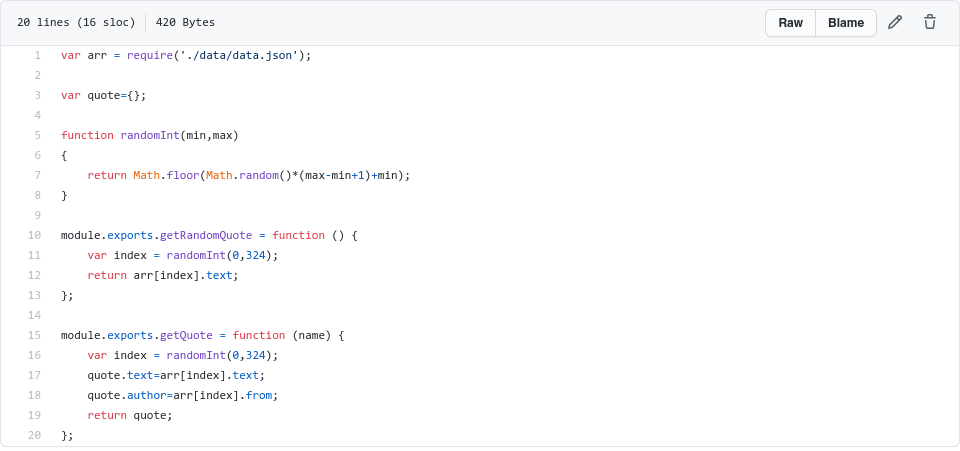 20 lines (16 sloc) 420 Bytes Raw Blame
1 var arr = require('./data/data.json');
2
3 var quote={};
4
5 function randomInt(min,max)
6 {
7     return Math.floor(Math.random()*(max-min+1)+min);
8 }
9
10 module.exports.getRandomQuote = function () {
11     var index = randomInt(0,324);
12     return arr[index].text;
13 };
14
15 module.exports.getQuote = function (name) {
16     var index = randomInt(0,324);
17     quote.text=arr[index].text;
18     quote.author=arr[index].from;
19     return quote;
20 };